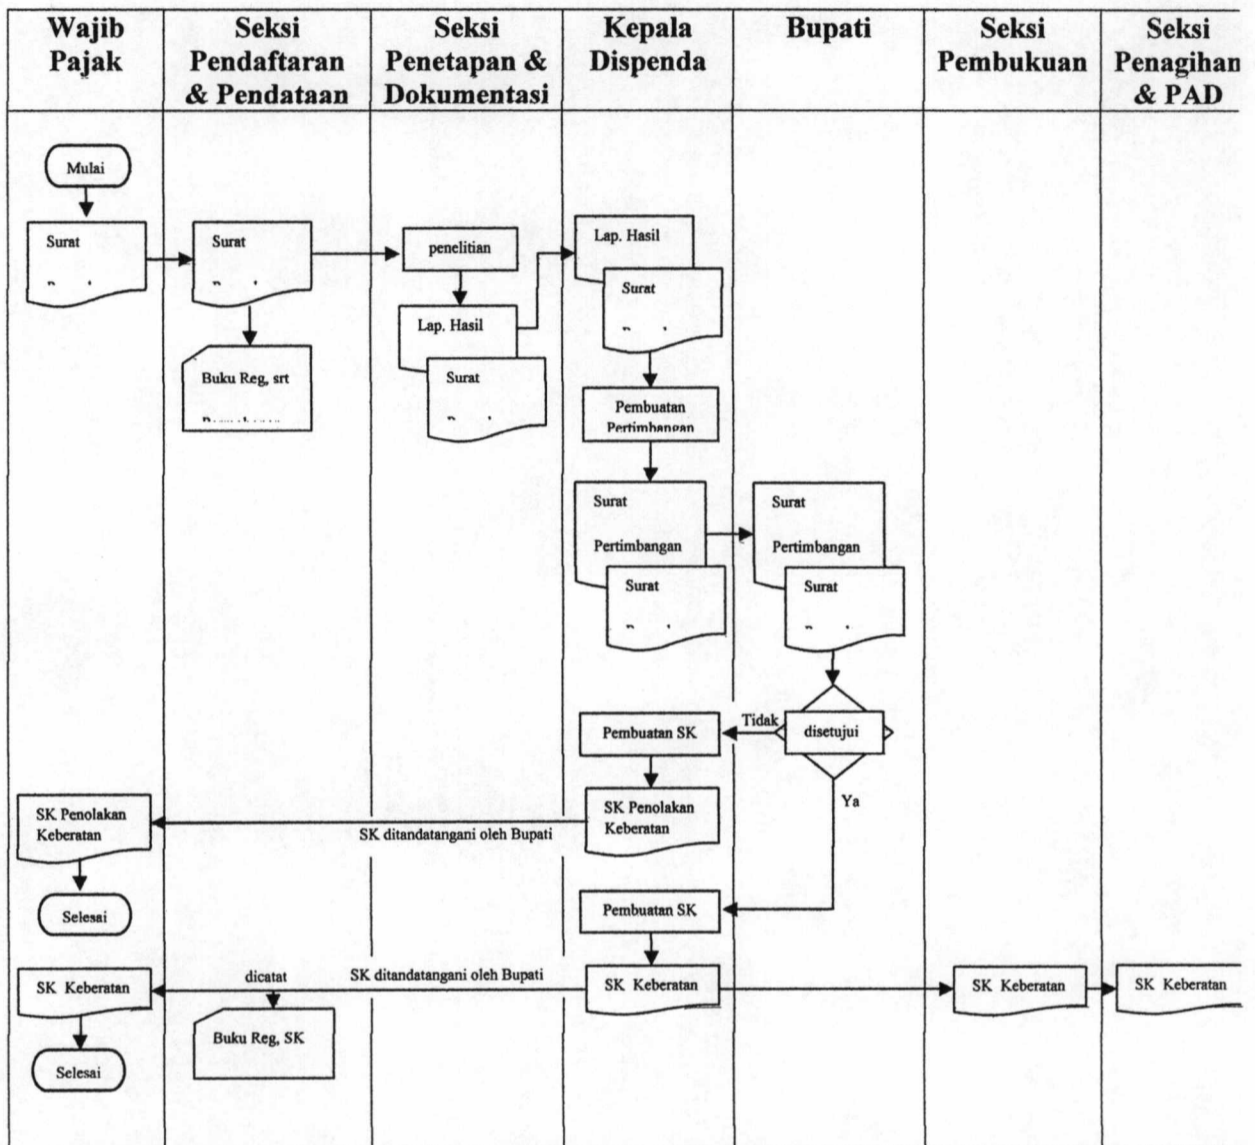 Wajib
Pajak
Seksi
Pendaftaran
& Pendataan
Seksi
Penetapan &
Dokumentasi
Kepala
Dispenda
Bupati
Seksi
Pembukuan
Seksi
Penagihan
& PAD
Mulai
Surat
Surat
penelitian
Lap. Hasil
Surat
Lap. Hasil
Surat
Buku Reg, srt
Pembuatan
Pertimbangan
Surat
Pertimbangan
Surat
Surat
Pertimbangan
Surat
disetujui
Tidak
Pembuatan SK
Ya
SK Penolakan
Keberatan
SK ditandatangani oleh Bupati
SK Penolakan
Keberatan
Selesai
Pembuatan SK
SK Keberatan
dicatat
SK ditandatangani oleh Bupati
SK Keberatan
SK Keberatan
SK Keberatan
Buku Reg, SK
Selesai